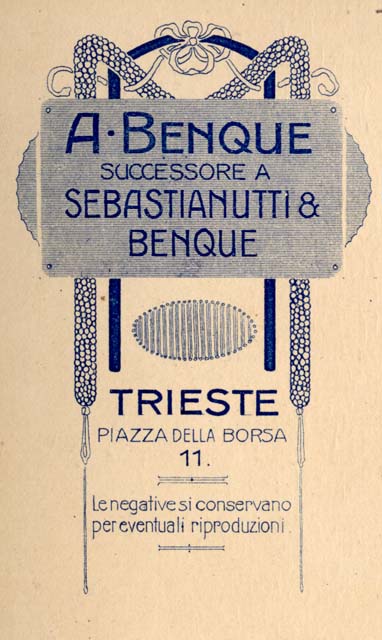 A·BENQUE
SUCCESSORE A
SEBASTIANUTTI &
BENQUE
TRIESTE
PIAZZA DELLA BORSA
11.
Le negative si conservano
per eventuali riproduzioni.